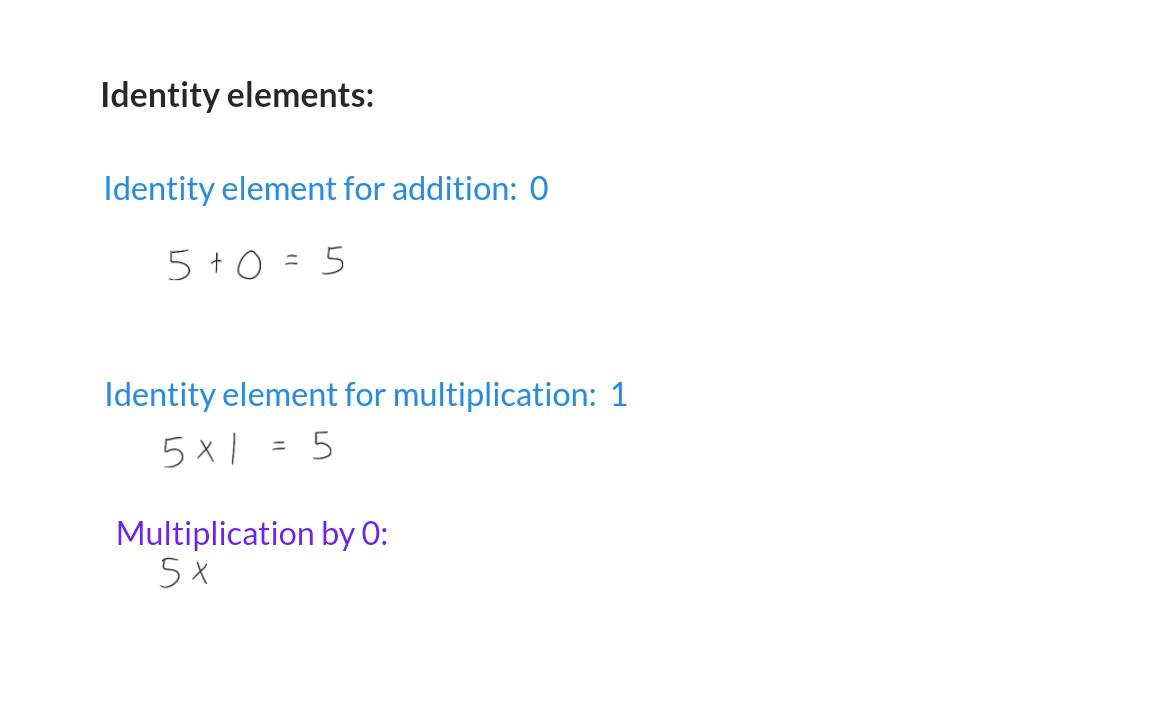 Identity elements:
Identity element for addition: 0
5 + 0 = 5
Identity element for multiplication: 1
5 x 1 = 5
Multiplication by 0:
5 x